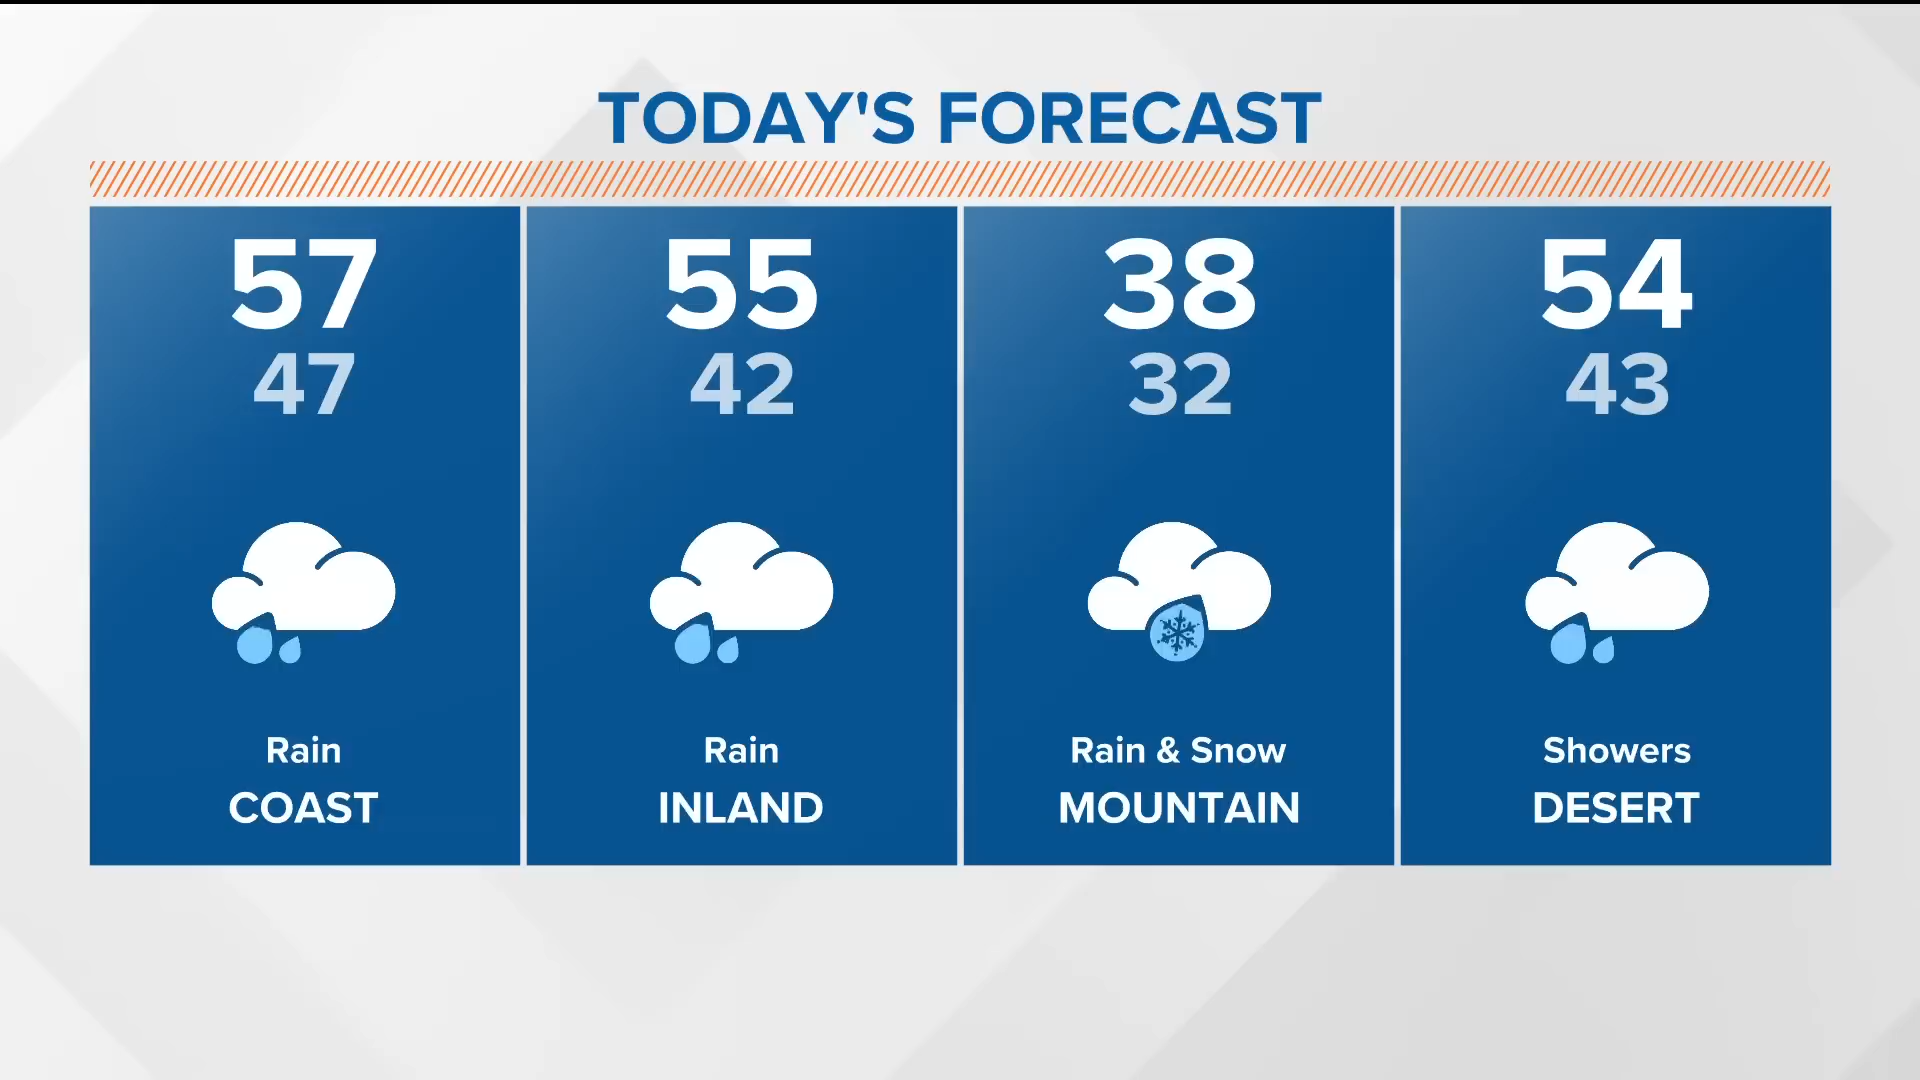 TODAY'S FORECAST
57
47
Rain
COAST
55
42
Rain
INLAND
38
32
Rain & Snow
MOUNTAIN
54
43
Showers
DESERT